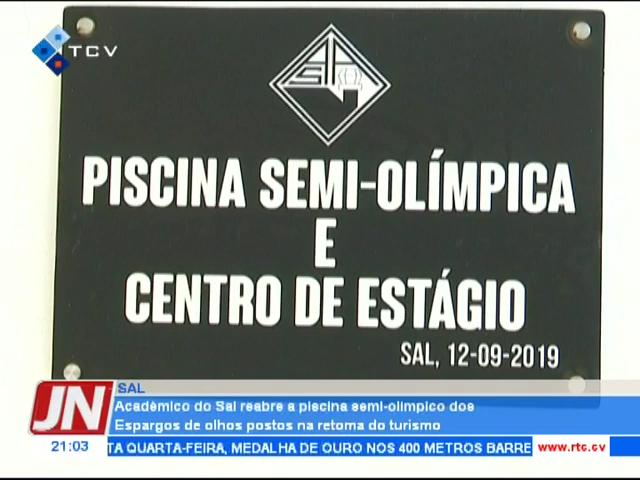 TCV
PISCINA SEMI-OLÍMPICA
E
CENTRO DE ESTÁGIO
SAL, 12-09-2019
JN
SAL
Académico do Sal reabre a piscina semi-olímpico dos
Espargos de olhos postos na retoma do turismo
21:03
TA QUARTA-FEIRA, MEDALHA DE OURO NOS 400 METROS BARRE
www.rtc.cv